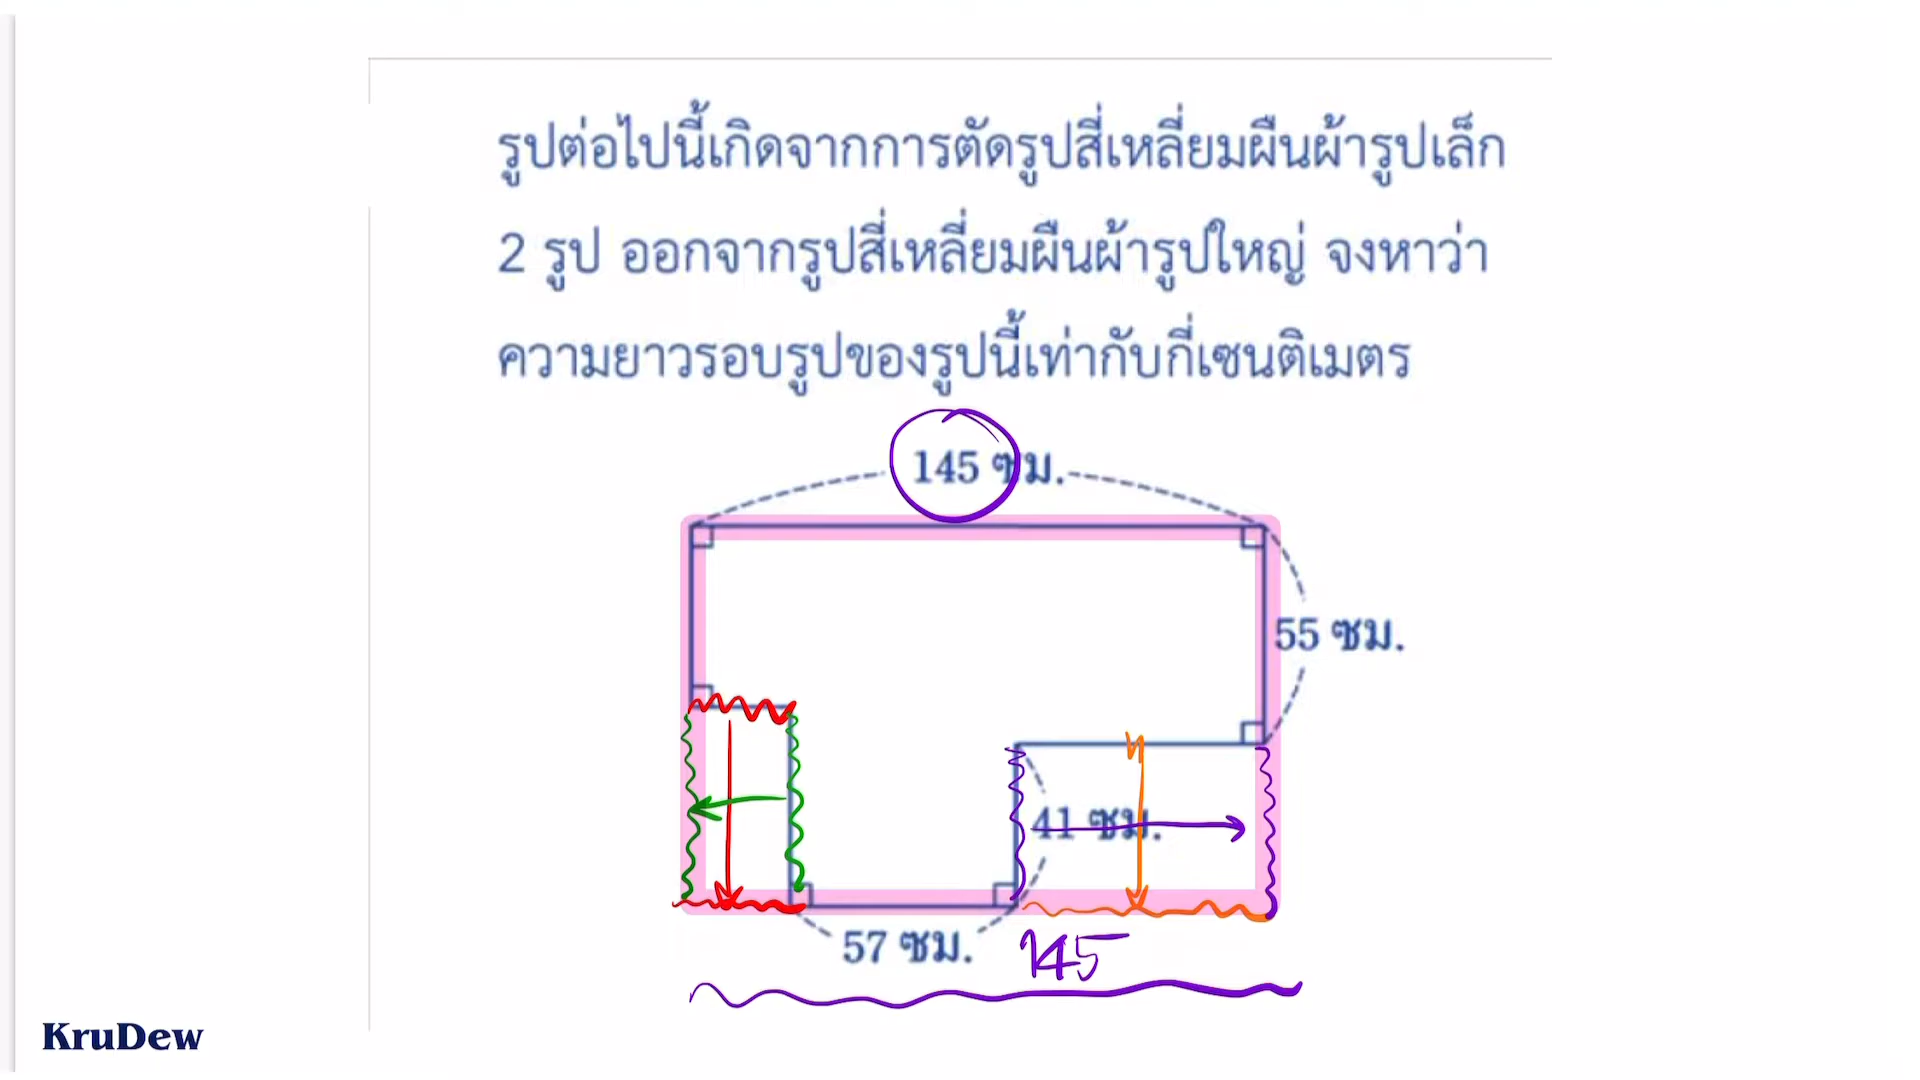 รูปต่อไปนี้เกิดจากการตัดรูปสี่เหลี่ยมผืนผ้ารูปเล็ก
2 รูป ออกจากรูปสี่เหลี่ยมผืนผ้ารูปใหญ่ จงหาว่า
ความยาวรอบรูปของรูปนี้เท่ากับกี่เซนติเมตร
145 ซม.
55 ซม.
41 ซม.
57 ซม.
145
KruDew